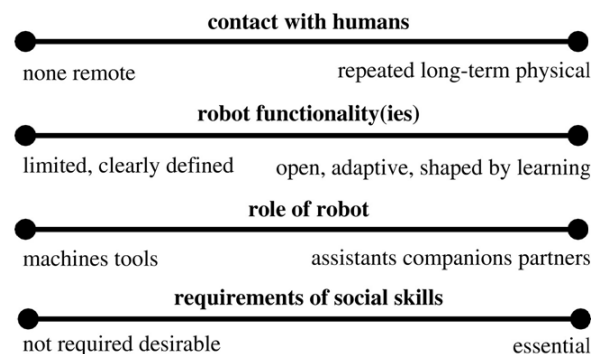 contact with humans
none remote repeated long-term physical
robot functionality(ies)
limited, clearly defined open, adaptive, shaped by learning
role of robot
machines tools assistants companions partners
requirements of social skills
not required desirable essential